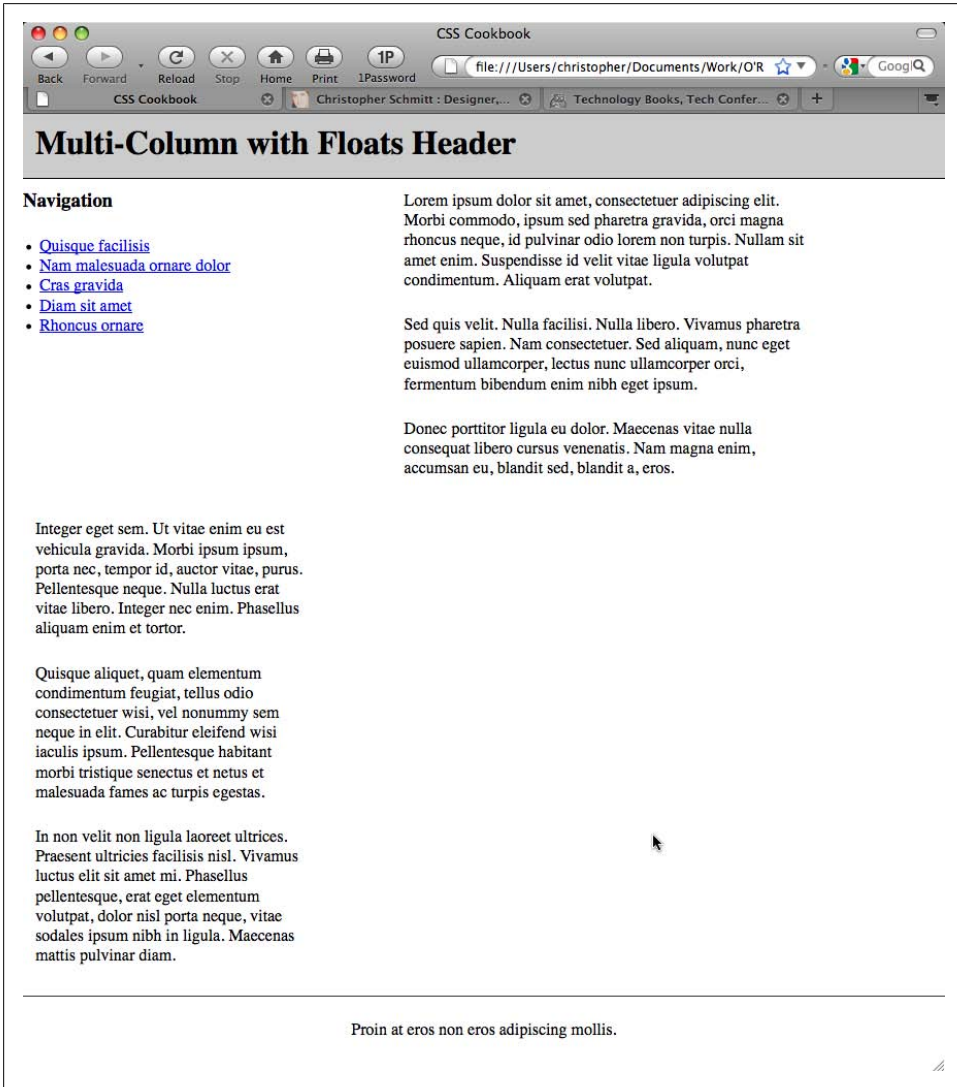 CSS Cookbook
1P
file:///Users/christopher/Documents/Work/O'R
Googl
Back Forward Reload Stop Home Print 1Password
CSS Cookbook Christopher Schmitt : Designer,... Technology Books, Tech Confer... +
Multi-Column with Floats Header
Navigation
Quisque facilisis
Nam malesuada ornare dolor
Cras gravida
Diam sit amet
Rhoncus ornare
Lorem ipsum dolor sit amet, consectetuer adipiscing elit.
Morbi commodo, ipsum sed pharetra gravida, orci magna
rhoncus neque, id pulvinar odio lorem non turpis. Nullam sit
amet enim. Suspendisse id velit vitae ligula volutpat
condimentum. Aliquam erat volutpat.
Sed quis velit. Nulla facilisi. Nulla libero. Vivamus pharetra
posuere sapien. Nam consectetuer. Sed aliquam, nunc eget
euismod ullamcorper, lectus nunc ullamcorper orci,
fermentum bibendum enim nibh eget ipsum.
Donec porttitor ligula eu dolor. Maecenas vitae nulla
consequat libero cursus venenatis. Nam magna enim,
accumsan eu, blandit sed, blandit a, eros.
Integer eget sem. Ut vitae enim eu est
vehicula gravida. Morbi ipsum ipsum,
porta nec, tempor id, auctor vitae, purus.
Pellentesque neque. Nulla luctus erat
vitae libero. Integer nec enim. Phasellus
aliquam enim et tortor.
Quisque aliquet, quam elementum
condimentum feugiat, tellus odio
consectetuer wisi, vel nonummy sem
neque in elit. Curabitur eleifend wisi
iaculis ipsum. Pellentesque habitant
morbi tristique senectus et netus et
malesuada fames ac turpis egestas.
In non velit non ligula laoreet ultrices.
Praesent ultricies facilisis nisl. Vivamus
luctus elit sit amet mi. Phasellus
pellentesque, erat eget elementum
volutpat, dolor nisl porta neque, vitae
sodales ipsum nibh in ligula. Maecenas
mattis pulvinar diam.
Proin at eros non eros adipiscing mollis.